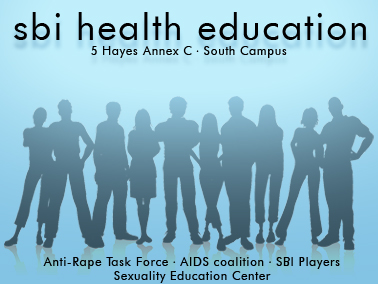 sbi health education
5 Hayes Annex C · South Campus
Anti-Rape Task Force · AIDS coalition · SBI Players
Sexuality Education Center